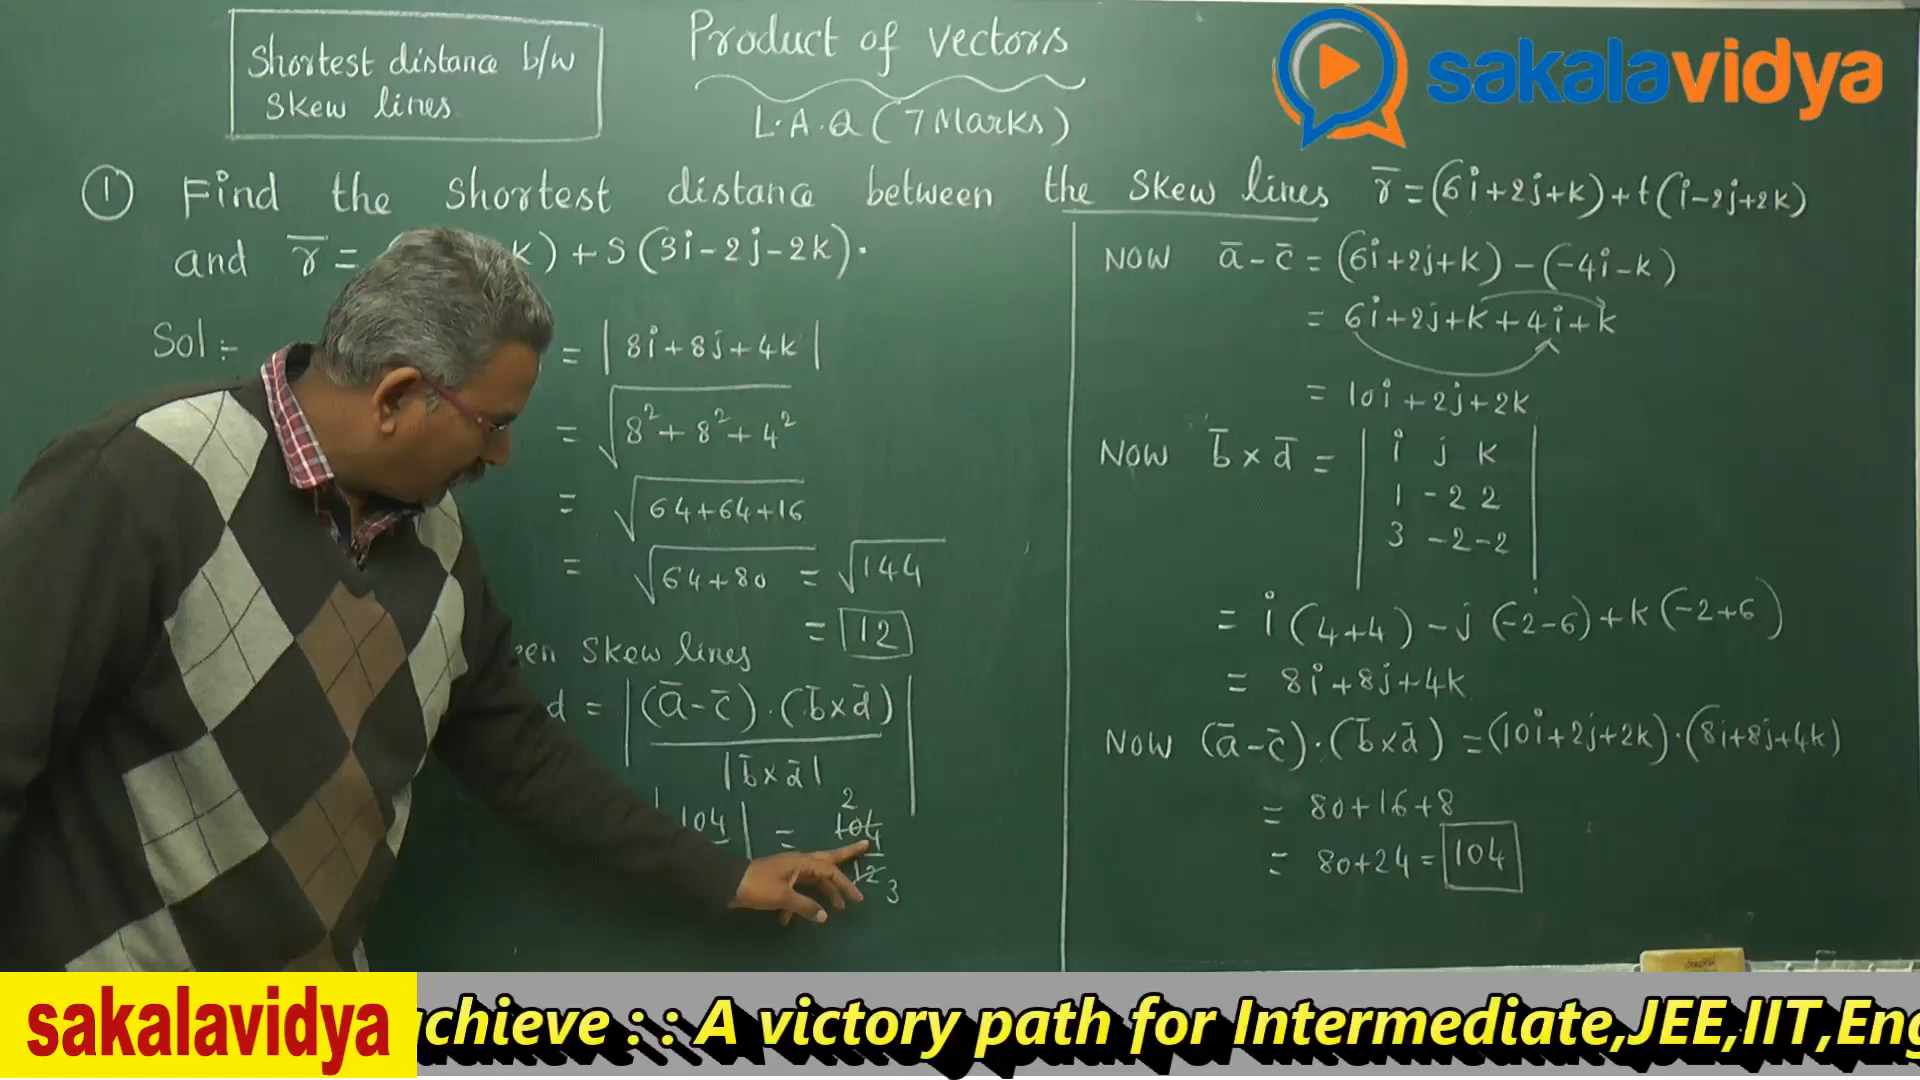 Shortest distance b/w
Skew lines
Product of vectors
L.A.Q (7 Marks)
sakalavidya
① Find the shortest distance between the skew lines r̅ = (6i+2j+k)+t(i-2j+2k)
and r̅ = k)+S(3i-2j-2k).
Sol:-
= |8i+8j+4k|
= √8²+8²+4²
= √64+64+16
= √64+80 = √144
= 12
een skew lines
d = |(a̅-c̅).(b̅×d̅)|
|b̅×d̅|
104 | = 2 104
12 3
NOW a̅-c̅ = (6i+2j+k)-(-4i-k)
= 6i+2j+k+4i+k
= 10i+2j+2k
NOW b̅×d̅ = | i j k |
1 -2 2
3 -2 -2
= i(4+4)-j(-2-6)+k(-2+6)
= 8i+8j+4k
NOW (a̅-c̅).(b̅×d̅) = (10i+2j+2k).(8i+8j+4k)
= 80+16+8
= 80+24 = 104
sakalavidya
achieve : : A victory path for Intermediate,JEE,IIT,Eng